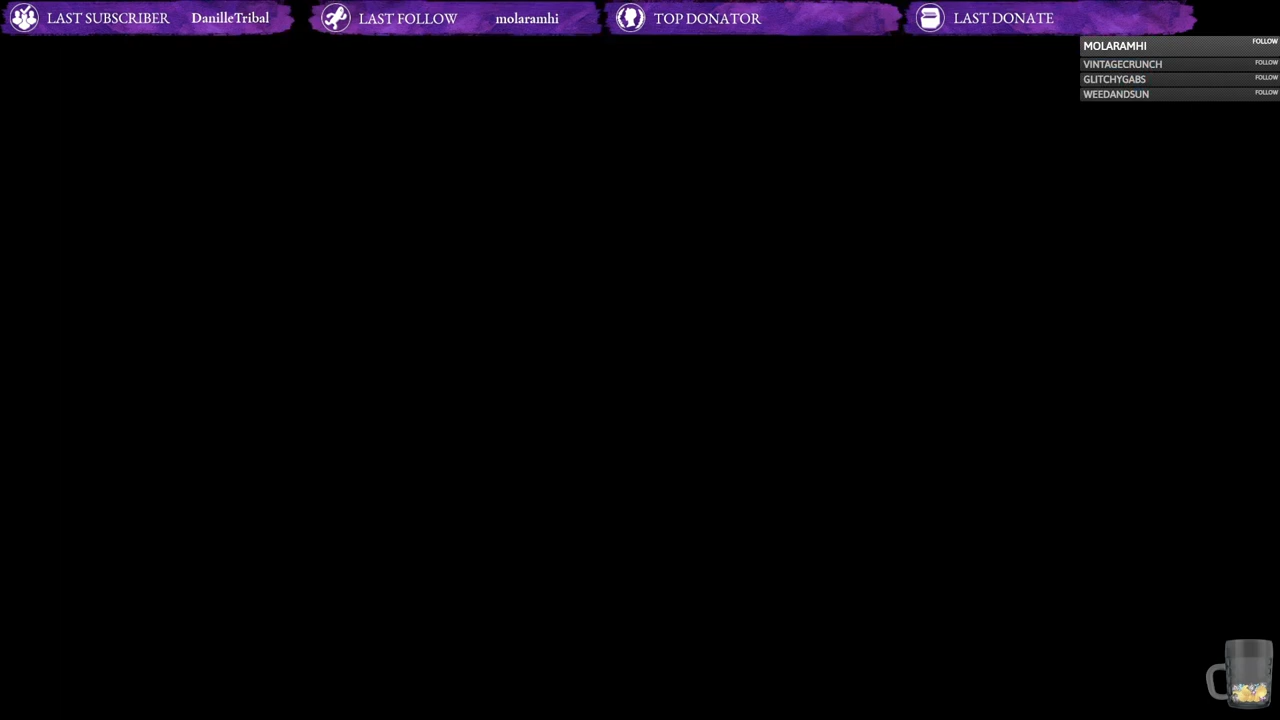 LAST SUBSCRIBER DanilleTribal LAST FOLLOW molaramhi TOP DONATOR LAST DONATE
MOLARAMHI FOLLOW
VINTAGECRUNCH FOLLOW
GLITCHYGABS FOLLOW
WEEDANDSUN FOLLOW